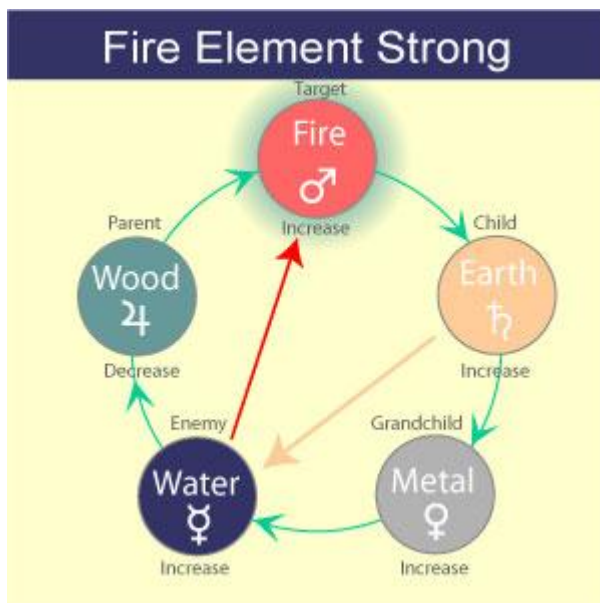 Fire Element Strong
Target
Fire
♂
Increase
Parent
Wood
♃
Decrease
Child
Earth
♄
Increase
Enemy
Water
☿
Increase
Grandchild
Metal
♀
Increase